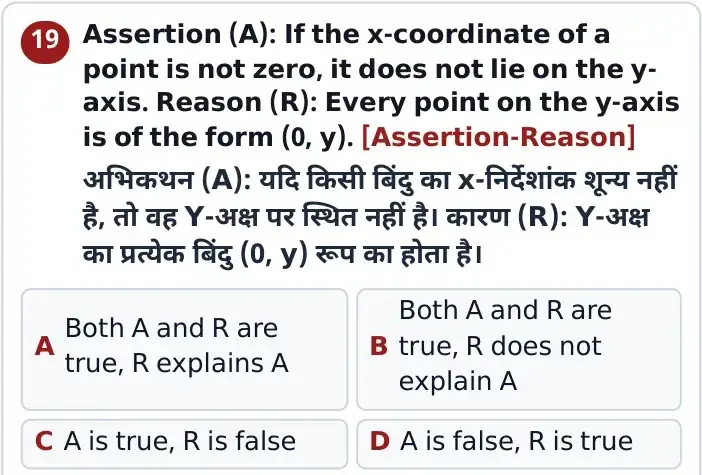 19 Assertion (A): If the x-coordinate of a
point is not zero, it does not lie on the y-
axis. Reason (R): Every point on the y-axis
is of the form (0, y). [Assertion-Reason]
अभिकथन (A): यदि किसी बिंदु का x-निर्देशांक शून्य नहीं
है, तो वह Y-अक्ष पर स्थित नहीं है। कारण (R): Y-अक्ष
का प्रत्येक बिंदु (0, y) रूप का होता है।
A Both A and R are
true, R explains A
B Both A and R are
true, R does not
explain A
C A is true, R is false
D A is false, R is true